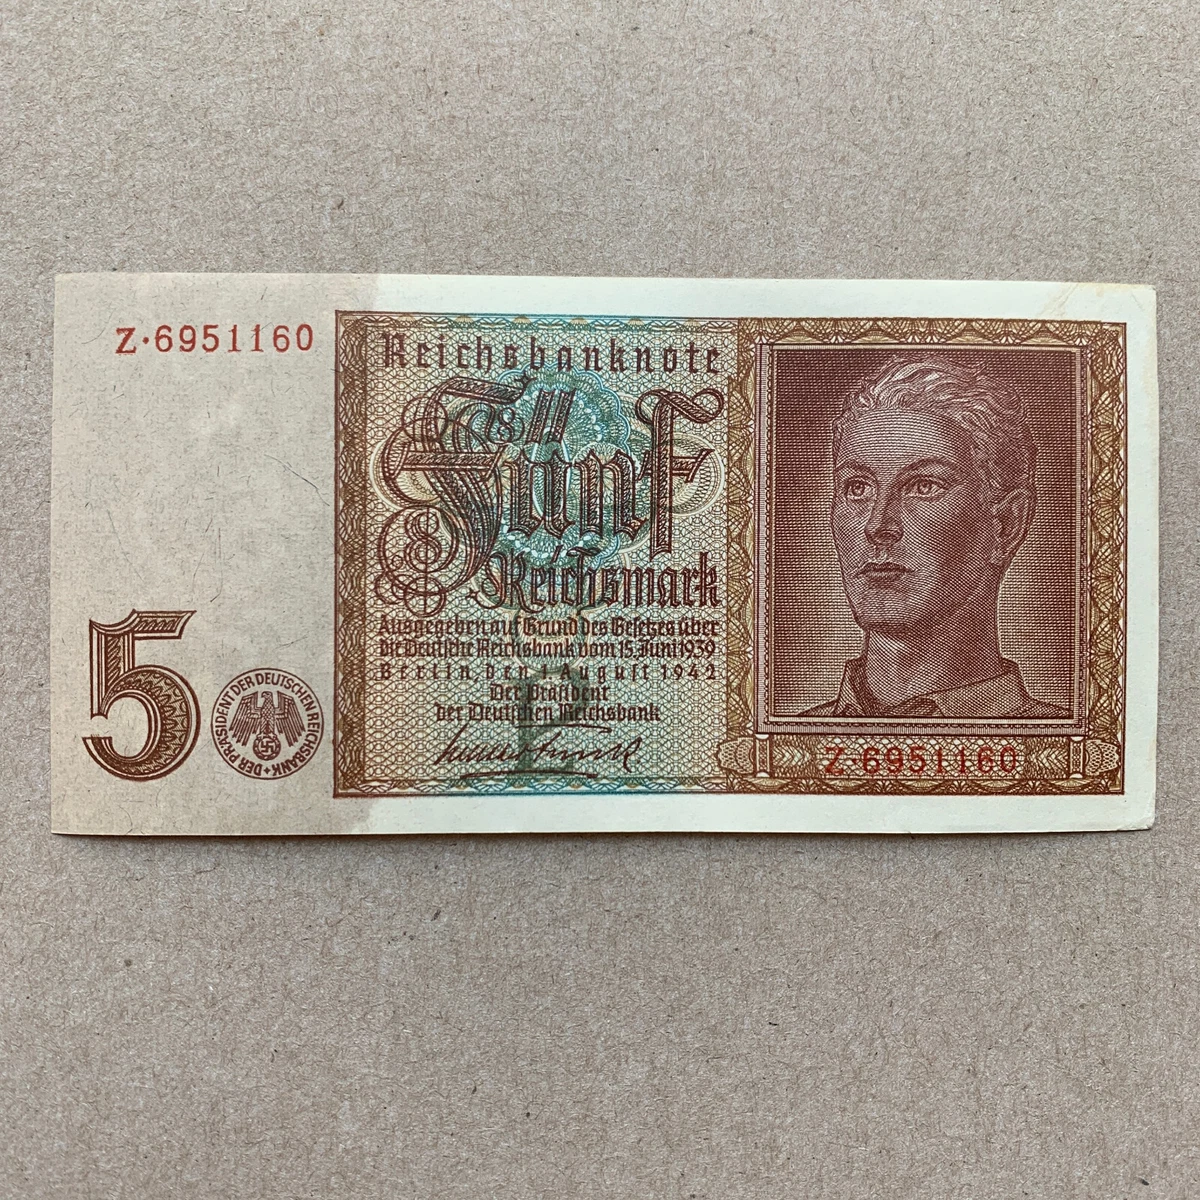 Z·6951160
Reichsbanknote
Fünf
Reichsmark
Ausgegeben auf Grund des Gesetzes über
die Deutsche Reichsbank vom 15. Juni 1939
Berlin, den 1. August 1942
Der Präsident
der Deutschen Reichsbank
5
DER PRÄSIDENT DER DEUTSCHEN REICHSBANK
Z·6951160